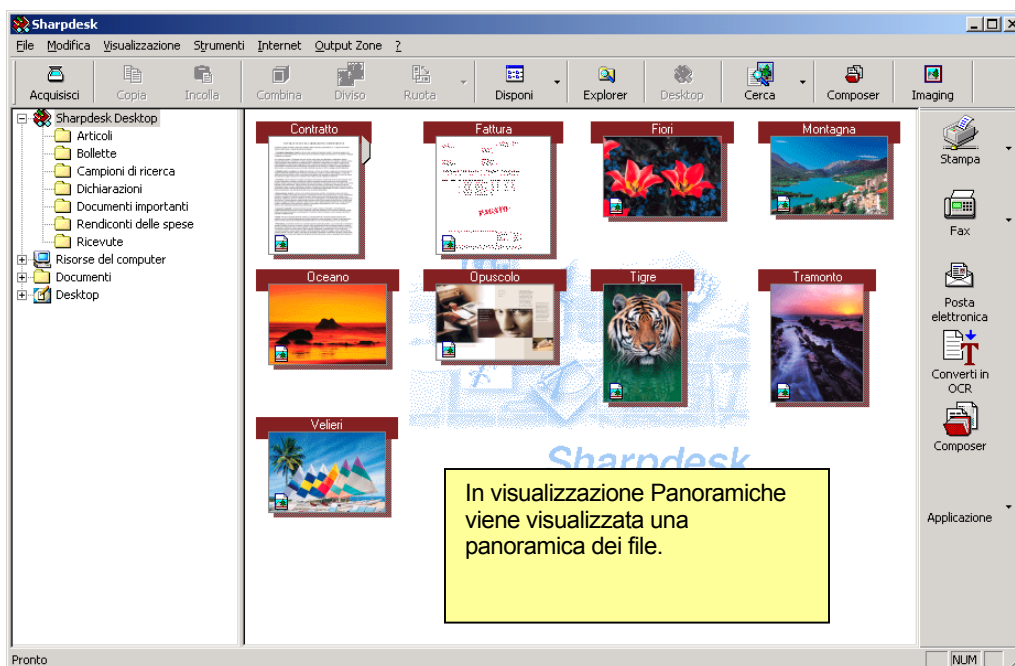 Sharpdesk
File Modifica Visualizzazione Strumenti Internet Output Zone ?
Acquisisci Copia Incolla Combina Diviso Ruota Disponi Explorer Desktop Cerca Composer Imaging
Sharpdesk Desktop
Articoli
Bollette
Campioni di ricerca
Dichiarazioni
Documenti importanti
Rendiconti delle spese
Ricevute
Risorse del computer
Documenti
Desktop
Contratto Fattura Fiori Montagna
Oceano Opuscolo Tigre Tramonto
Velieri
Sharpdesk
In visualizzazione Panoramiche
viene visualizzata una
panoramica dei file.
Stampa
Fax
Posta
elettronica
Converti in
OCR
Composer
Applicazione
Pronto NUM